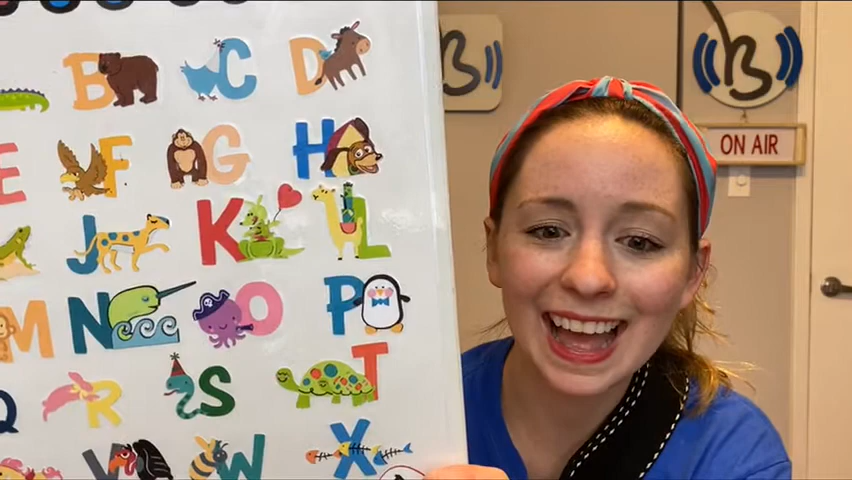 B C D
E F G H
J K L
M N O P
Q R S T
V W X
B B
ON AIR